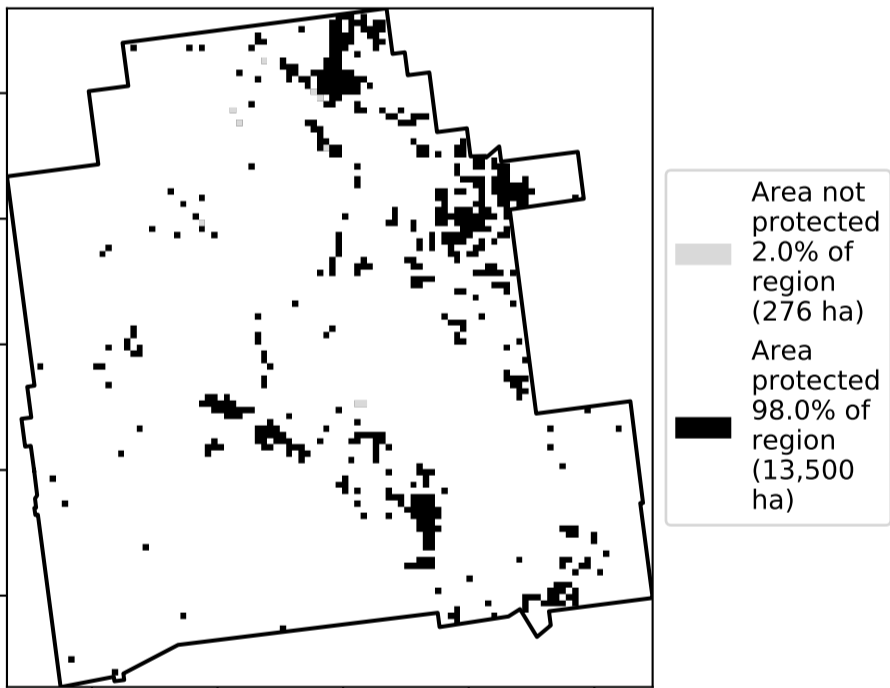 Area not
protected
2.0% of
region
(276 ha)
Area
protected
98.0% of
region
(13,500
ha)